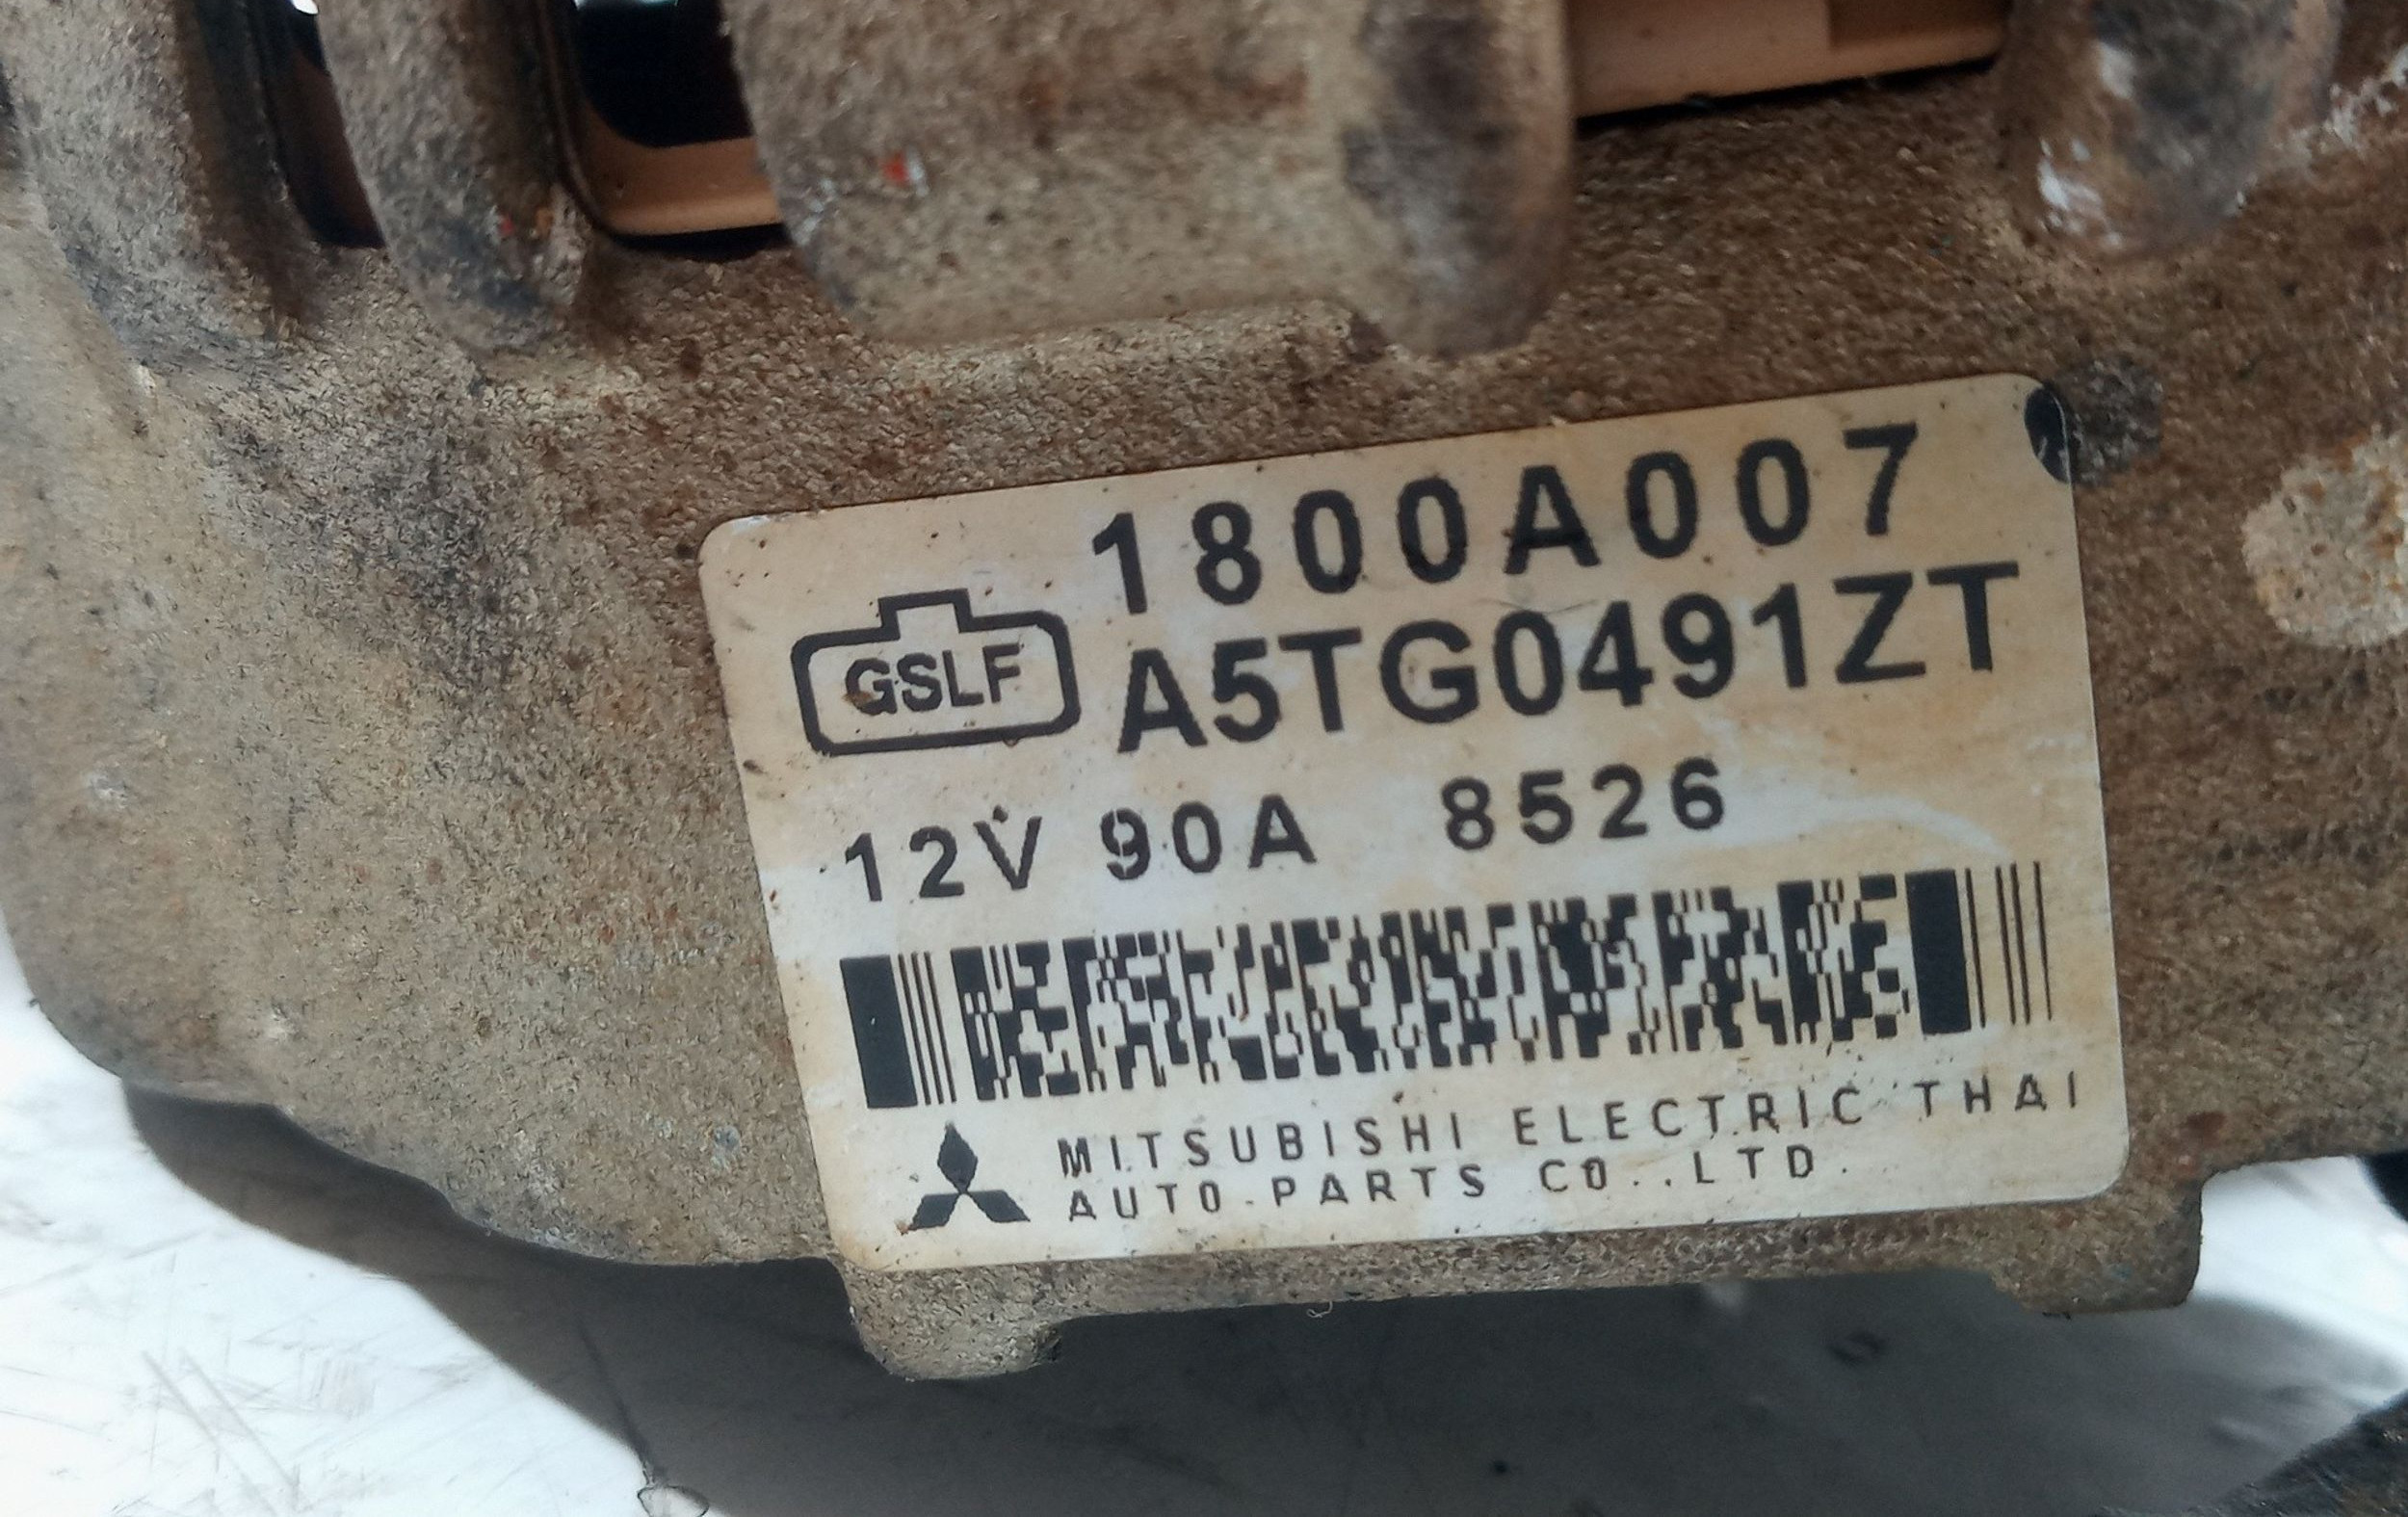 1800A007
GSLF
A5TG0491ZT
12V 90A 8526
MITSUBISHI ELECTRIC THAI
AUTO-PARTS CO.,LTD.